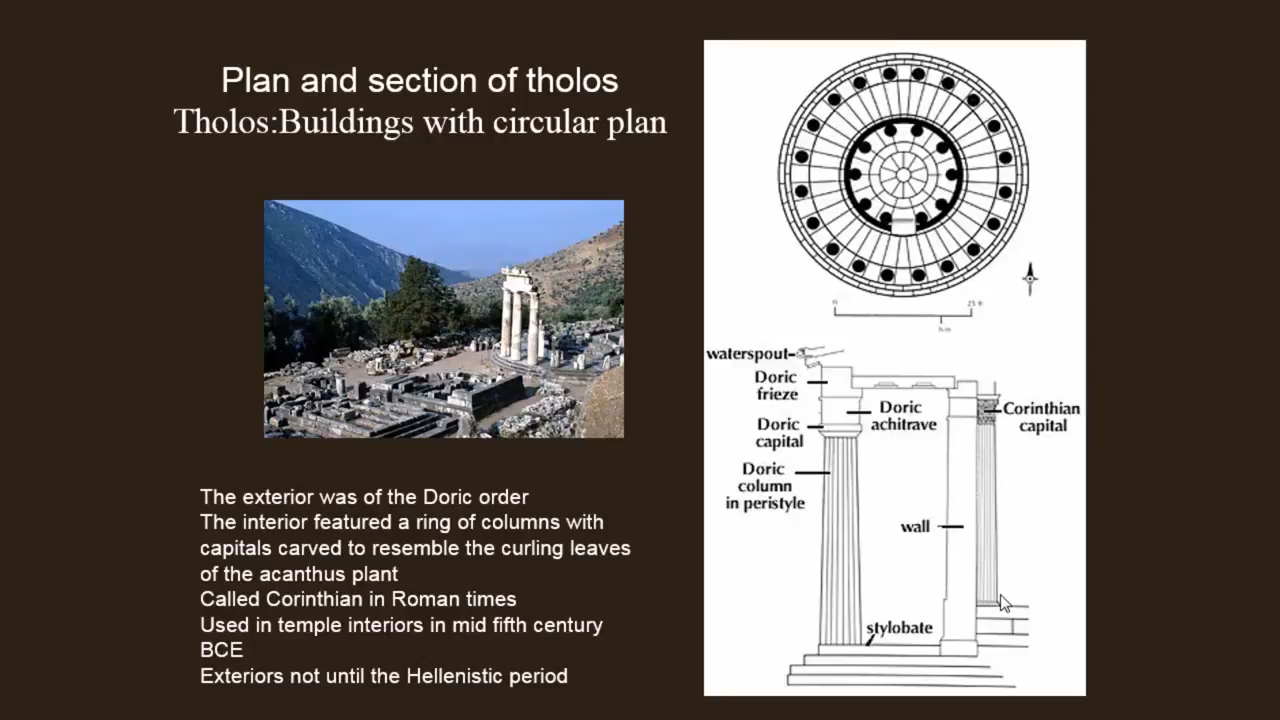 Plan and section of tholos
Tholos:Buildings with circular plan
The exterior was of the Doric order
The interior featured a ring of columns with
capitals carved to resemble the curling leaves
of the acanthus plant
Called Corinthian in Roman times
Used in temple interiors in mid fifth century
BCE
Exteriors not until the Hellenistic period
0
25 ft
waterspout
Doric
frieze
Doric
achitrave
Corinthian
capital
Doric
capital
Doric
column
in peristyle
wall
stylobate